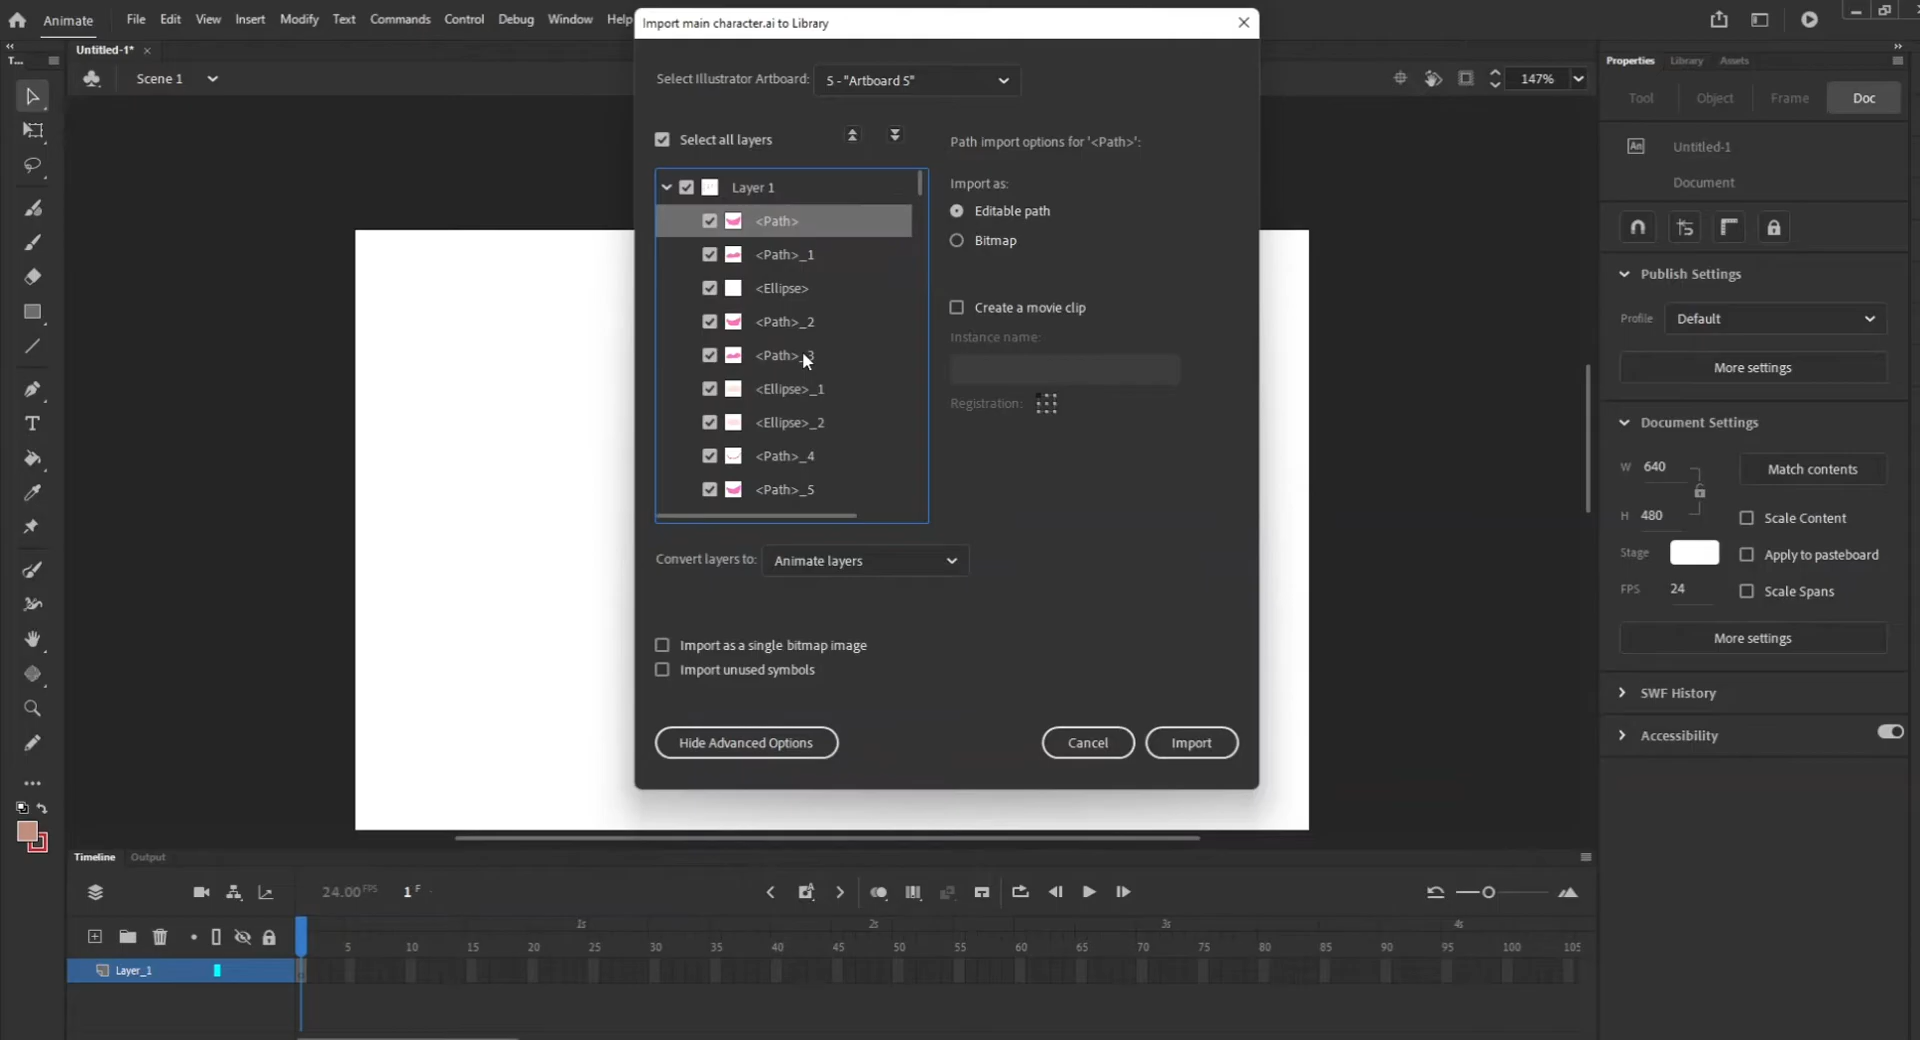 Animate File Edit View Insert Modify Text Commands Control Debug Window Help
Import main character.ai to Library
Untitled-1*
Scene 1
147%
T...
Select Illustrator Artboard: 5 - "Artboard 5"
Select all layers
Layer 1
<Path>
<Path>_1
<Ellipse>
<Path>_2
<Path>_3
<Ellipse>_1
<Ellipse>_2
<Path>_4
<Path>_5
Path import options for '<Path>':
Import as:
Editable path
Bitmap
Create a movie clip
Instance name:
Registration:
Convert layers to: Animate layers
Import as a single bitmap image
Import unused symbols
Hide Advanced Options
Cancel
Import
Properties Library Assets
Tool Object Frame Doc
An Untitled-1
Document
Publish Settings
Profile Default
More settings
Document Settings
W 640 Match contents
H 480 Scale Content
Stage Apply to pasteboard
FPS 24 Scale Spans
More settings
SWF History
Accessibility
Timeline Output
24.00 FPS 1 F
1s 2s 3s 4s
5 10 15 20 25 30 35 40 45 50 55 60 65 70 75 80 85 90 95 100 105
Layer_1